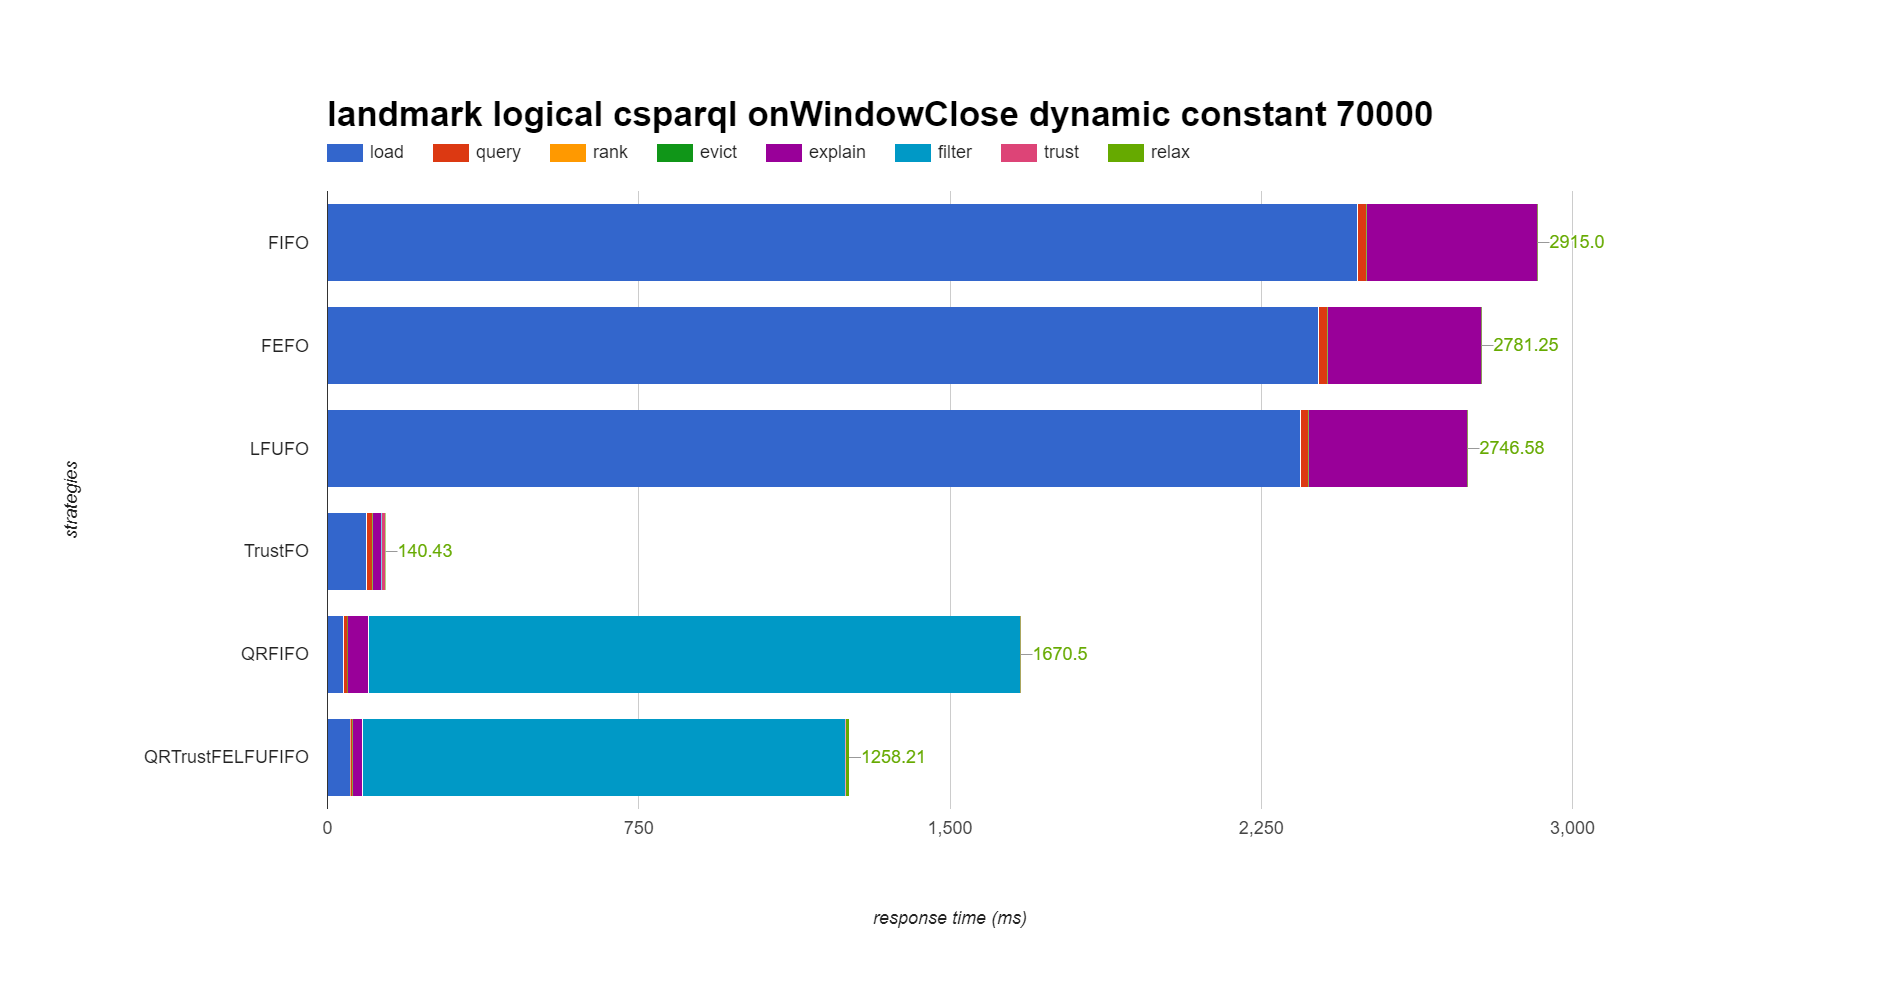 landmark logical csparql onWindowClose dynamic constant 70000
load query rank evict explain filter trust relax
FIFO 2915.0
FEFO 2781.25
LFUFO 2746.58
strategies
TrustFO 140.43
QRFIFO 1670.5
QRTrustFELFUFIFO 1258.21
0 750 1,500 2,250 3,000
response time (ms)